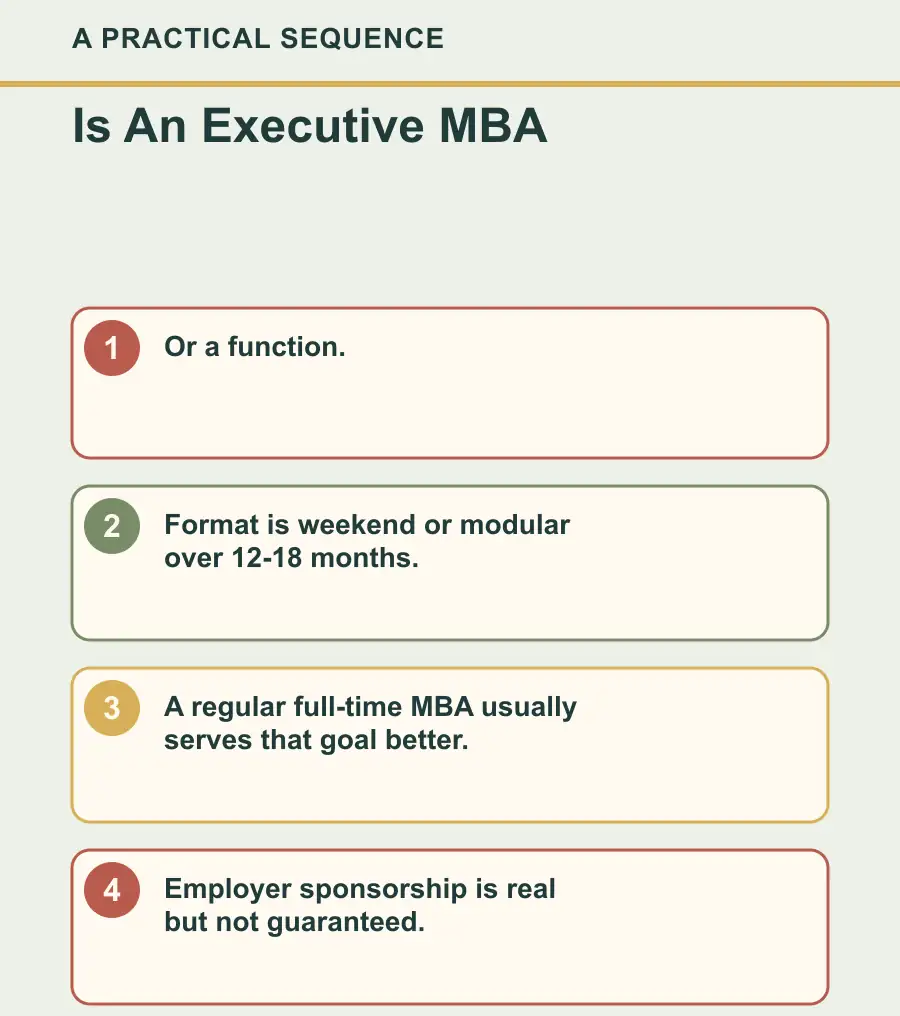 A PRACTICAL SEQUENCE
Is An Executive MBA
1
Or a function.
2
Format is weekend or modular
over 12-18 months.
3
A regular full-time MBA usually
serves that goal better.
4
Employer sponsorship is real
but not guaranteed.